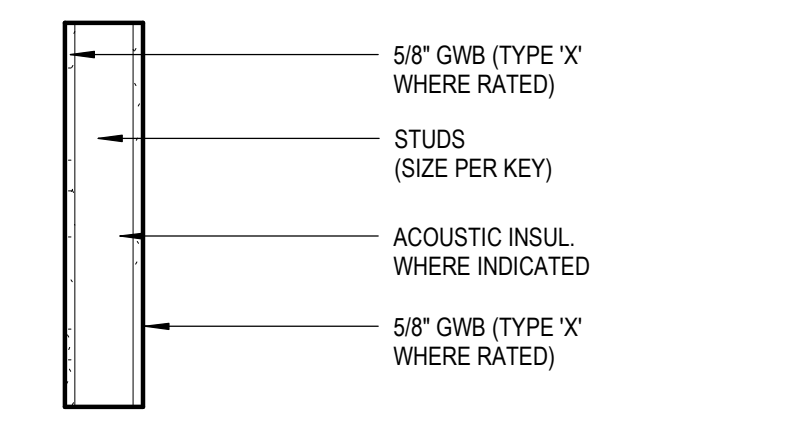 5/8" GWB (TYPE 'X'
WHERE RATED)
STUDS
(SIZE PER KEY)
ACOUSTIC INSUL.
WHERE INDICATED
5/8" GWB (TYPE 'X'
WHERE RATED)